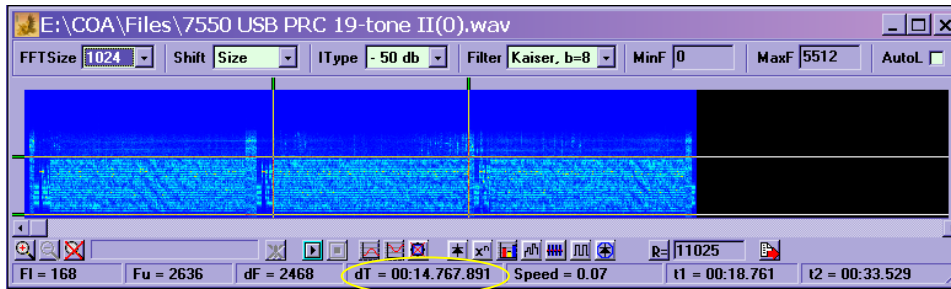 E:\COA\Files\7550 USB PRC 19-tone II(0).wav
FFTSize 1024 Shift Size IType - 50 db Filter Kaiser, b=8 MinF 0 MaxF 5512 AutoL
R= 11025
Fl = 168 Fu = 2636 dF = 2468 dT = 00:14.767.891 Speed = 0.07 t1 = 00:18.761 t2 = 00:33.529